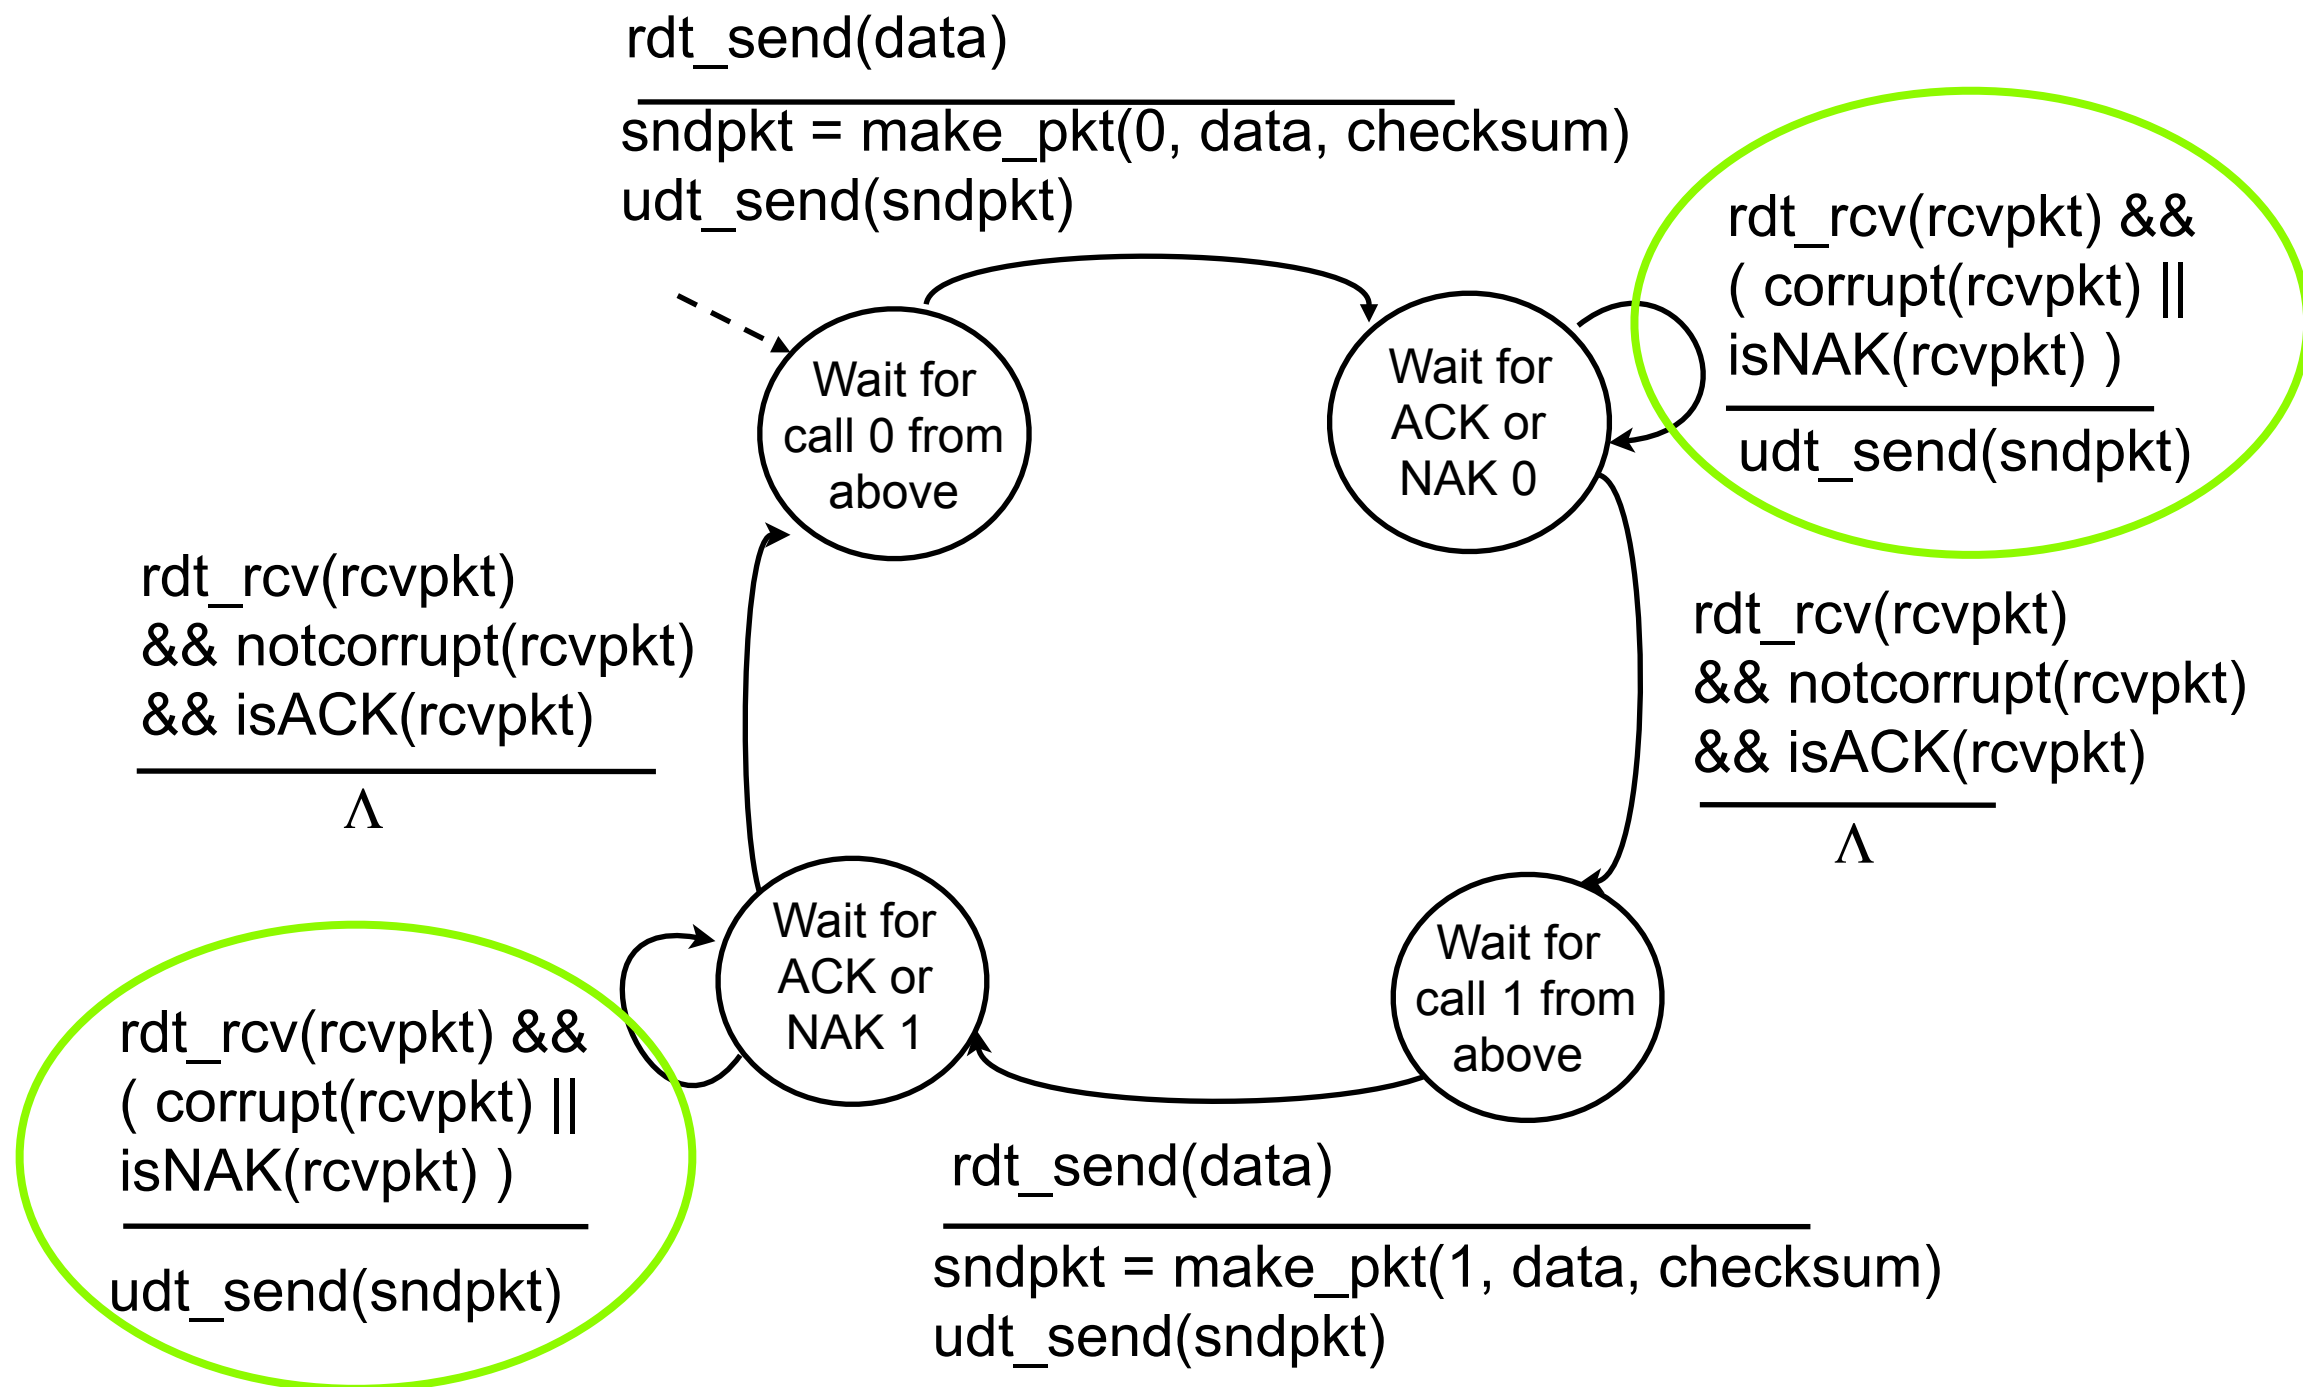 rdt_send(data)
sndpkt = make_pkt(0, data, checksum)
udt_send(sndpkt)
rdt_rcv(rcvpkt) &&
( corrupt(rcvpkt) ||
isNAK(rcvpkt) )
udt_send(sndpkt)
Wait for
call 0 from
above
Wait for
ACK or
NAK 0
rdt_rcv(rcvpkt)
&& notcorrupt(rcvpkt)
&& isACK(rcvpkt)
Λ
rdt_rcv(rcvpkt)
&& notcorrupt(rcvpkt)
&& isACK(rcvpkt)
Λ
Wait for
ACK or
NAK 1
Wait for
call 1 from
above
rdt_rcv(rcvpkt) &&
( corrupt(rcvpkt) ||
isNAK(rcvpkt) )
udt_send(sndpkt)
rdt_send(data)
sndpkt = make_pkt(1, data, checksum)
udt_send(sndpkt)